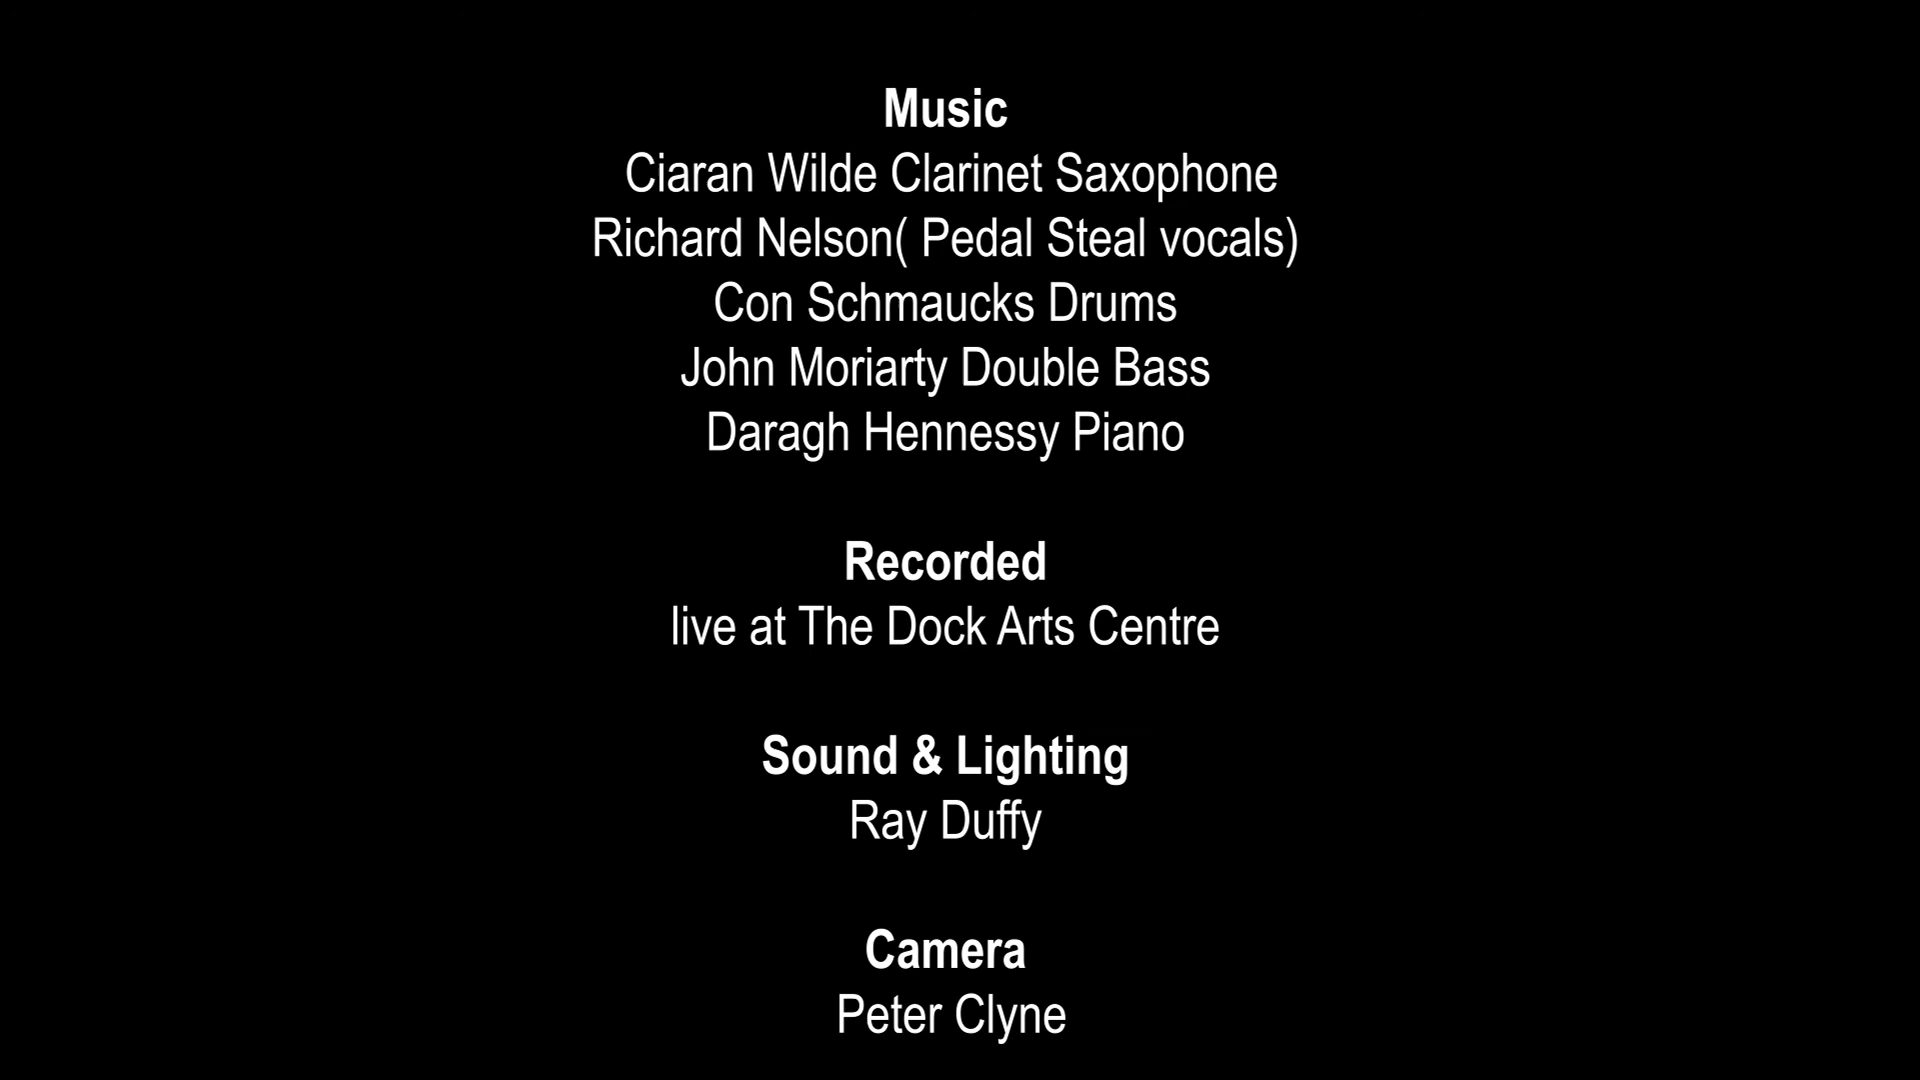 Music
Ciaran Wilde Clarinet Saxophone
Richard Nelson( Pedal Steal vocals)
Con Schmaucks Drums
John Moriarty Double Bass
Daragh Hennessy Piano
Recorded
live at The Dock Arts Centre
Sound & Lighting
Ray Duffy
Camera
Peter Clyne